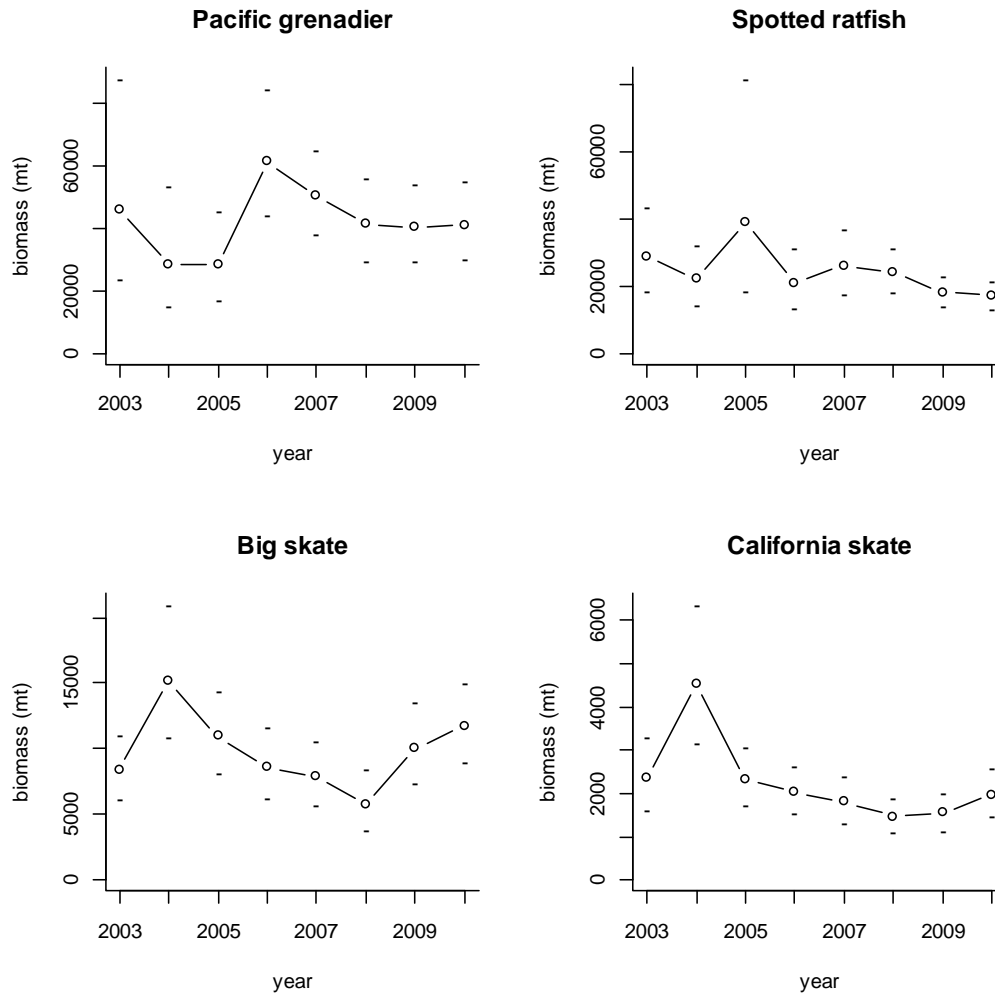 Pacific grenadier
biomass (mt)
60000
20000
0
2003 2005 2007 2009
year
Spotted ratfish
biomass (mt)
60000
20000
0
2003 2005 2007 2009
year
Big skate
biomass (mt)
15000
5000
0
2003 2005 2007 2009
year
California skate
biomass (mt)
6000
4000
2000
0
2003 2005 2007 2009
year